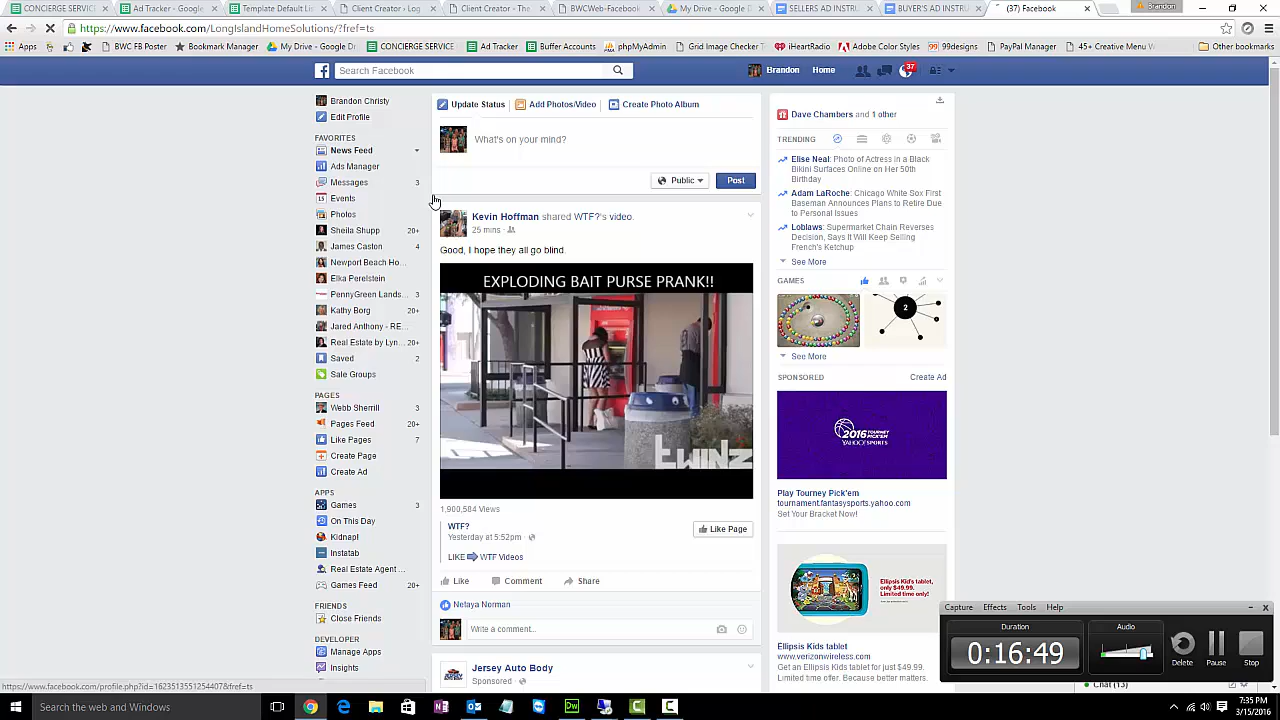 CONCIERGE SERVICE
Ad Tracker - Google
Template Default List
Client Creator ‹ Log
Client Creator - The
BWCWeb-Facebook
My Drive - Google D
SELLERS AD INSTRU
BUYER'S AD INSTRU
(37) Facebook
Brandon
https://www.facebook.com/LongIslandHomeSolutions/?fref=ts
Apps
BWC FB Poster
Bookmark Manager
My Drive - Google Dr
CONCIERGE SERVICE
Ad Tracker
Buffer Accounts
phpMyAdmin
Grid Image Checker T
iHeartRadio
Adobe Color Styles
99designs
PayPal Manager
45+ Creative Menu W
Other bookmarks
Search Facebook
Brandon
Home
37
Brandon Christy
Edit Profile
FAVORITES
News Feed
Ads Manager
Messages 3
Events
Photos
Sheila Shupp 20+
James Caston 4
Newport Beach Ho...
Elka Perelstein
PennyGreen Lands... 3
Kathy Borg 20+
Jared Anthony - RE...
Real Estate by Lyn... 20+
Saved 2
Sale Groups
PAGES
Webb Sherrill 3
Pages Feed 20+
Like Pages 7
Create Page
Create Ad
APPS
Games 3
On This Day
Kidnap!
Instatab
Real Estate Agent ...
Games Feed 20+
FRIENDS
Close Friends
DEVELOPER
Manage Apps
Insights
Update Status
Add Photos/Video
Create Photo Album
What's on your mind?
Public
Post
Kevin Hoffman shared WTF?'s video.
25 mins
Good, I hope they all go blind.
EXPLODING BAIT PURSE PRANK!!
twinz
1,900,584 Views
WTF?
Yesterday at 5:52pm
Like Page
LIKE WTF Videos
Like
Comment
Share
Netaya Norman
Write a comment...
Jersey Auto Body
Sponsored
Dave Chambers and 1 other
TRENDING
Elise Neal: Photo of Actress in a Black
Bikini Surfaces Online on Her 50th
Birthday
Adam LaRoche: Chicago White Sox First
Baseman Announces Plans to Retire Due
to Personal Issues
Loblaws: Supermarket Chain Reverses
Decision, Says It Will Keep Selling
French's Ketchup
See More
GAMES
2
See More
SPONSORED
Create Ad
2016 TOURNEY
PICK'EM
YAHOO! SPORTS
Play Tourney Pick'em
tournament.fantasysports.yahoo.com
Set Your Bracket Now!
Ellipsis Kids tablet,
only $49.99.
Limited time only!
Ellipsis Kids tablet
www.verizonwireless.com
Get an Ellipsis Kids tablet for just $49.99.
Limited time offer. Because better matters.
Chat (13)
Capture
Effects
Tools
Help
Duration
0:16:49
Audio
Delete
Pause
Stop
https://www.facebook.com/profile.php?id=1623513551254407&fref=ts
Search the web and Windows
7:35 PM
3/15/2016